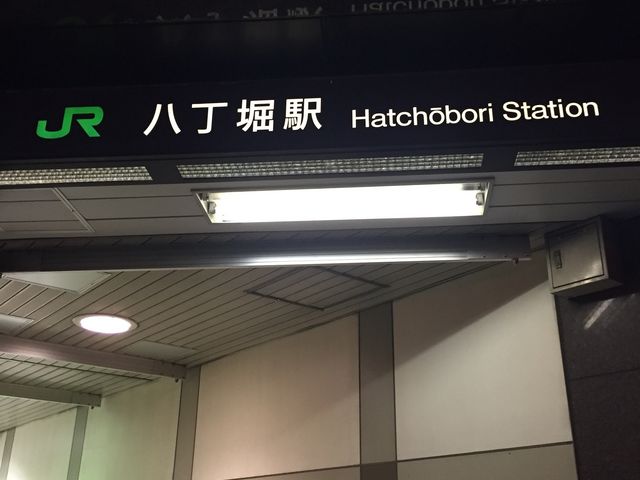 JR 八丁堀駅 Hatchōbori Station